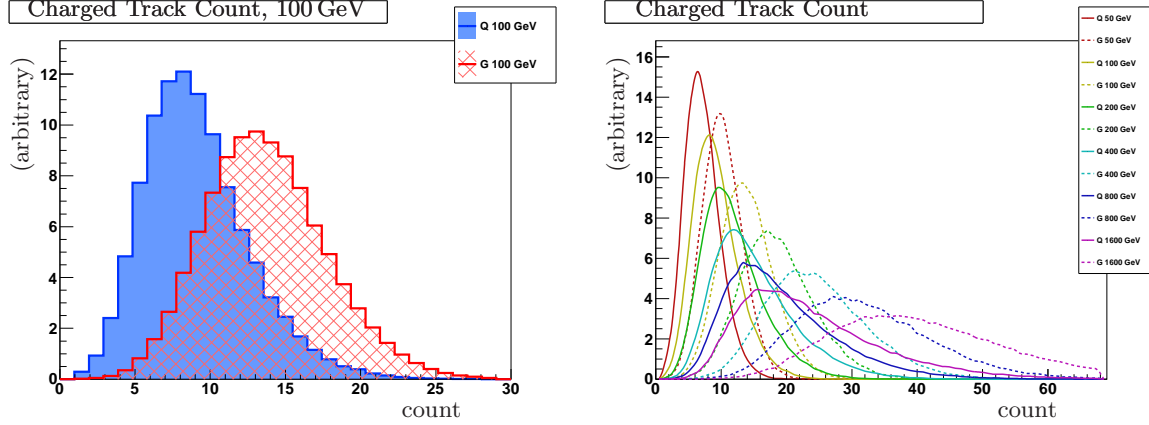 Charged Track Count, 100 GeV
Q 100 GeV
G 100 GeV
(arbitrary)
12
10
8
6
4
2
0
0 5 10 15 20 25 30
count
Charged Track Count
Q 50 GeV
G 50 GeV
Q 100 GeV
G 100 GeV
Q 200 GeV
G 200 GeV
Q 400 GeV
G 400 GeV
Q 800 GeV
G 800 GeV
Q 1600 GeV
G 1600 GeV
(arbitrary)
16
14
12
10
8
6
4
2
0
0 10 20 30 40 50 60
count